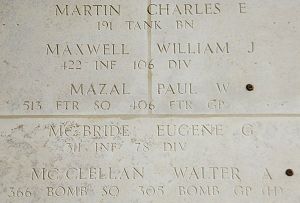 MARTIN CHARLES E
191 TANK BN
MAXWELL WILLIAM J
422 INF 106 DIV
MAZAL PAUL W
513 FTR SQ 406 FTR GP
McBRIDE EUGENE G
311 INF 78 DIV
McCLELLAN WALTER A
366 BOMB SQ 305 BOMB GP (H)